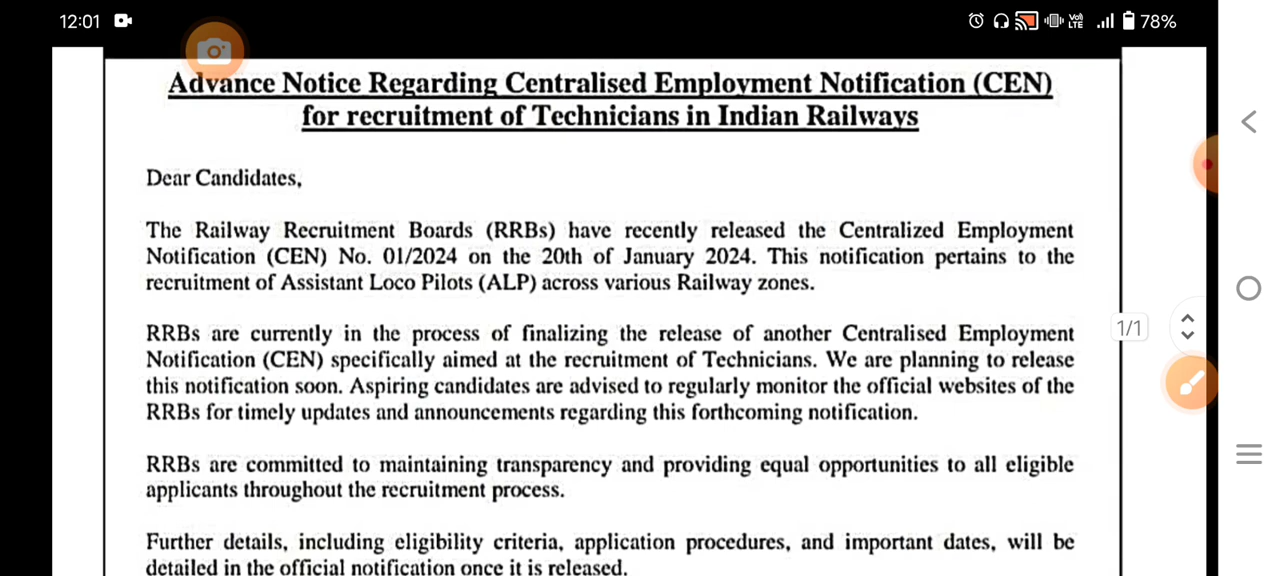 12:01
Vo) LTE
78%
Advance Notice Regarding Centralised Employment Notification (CEN)
for recruitment of Technicians in Indian Railways
Dear Candidates,
The Railway Recruitment Boards (RRBs) have recently released the Centralized Employment
Notification (CEN) No. 01/2024 on the 20th of January 2024. This notification pertains to the
recruitment of Assistant Loco Pilots (ALP) across various Railway zones.
RRBs are currently in the process of finalizing the release of another Centralised Employment
Notification (CEN) specifically aimed at the recruitment of Technicians. We are planning to release
this notification soon. Aspiring candidates are advised to regularly monitor the official websites of the
RRBs for timely updates and announcements regarding this forthcoming notification.
1/1
RRBs are committed to maintaining transparency and providing equal opportunities to all eligible
applicants throughout the recruitment process.
Further details, including eligibility criteria, application procedures, and important dates, will be
detailed in the official notification once it is released.